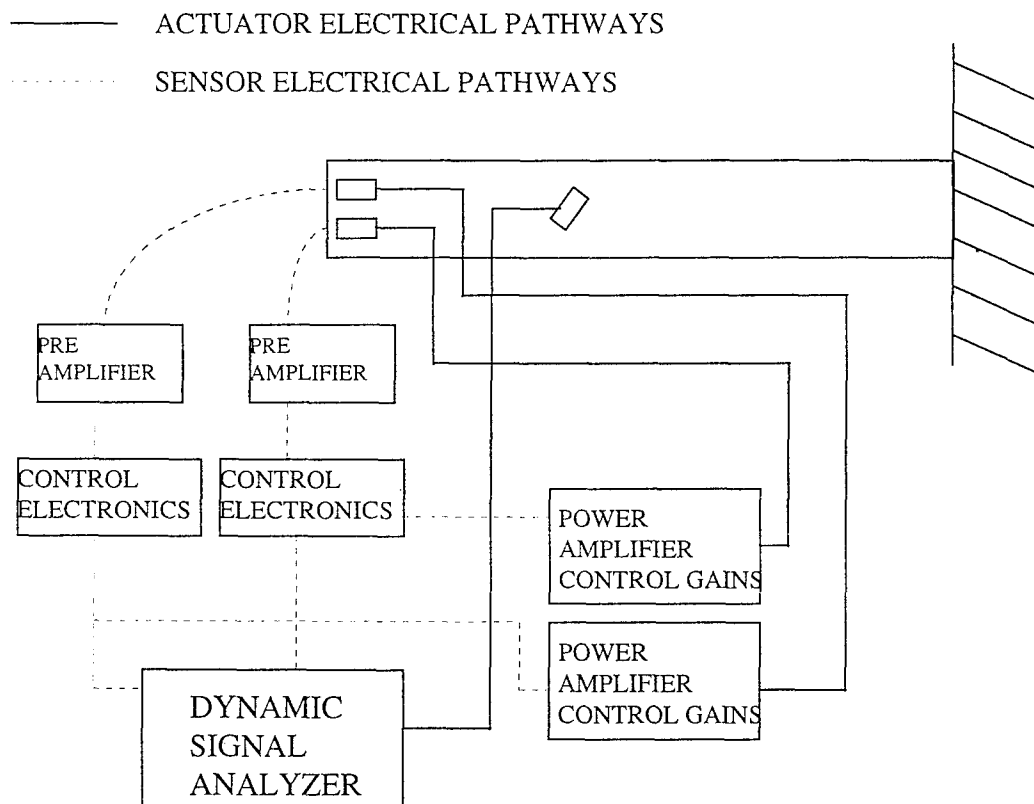 ACTUATOR ELECTRICAL PATHWAYS
SENSOR ELECTRICAL PATHWAYS
PRE
AMPLIFIER
PRE
AMPLIFIER
CONTROL
ELECTRONICS
CONTROL
ELECTRONICS
POWER
AMPLIFIER
CONTROL GAINS
POWER
AMPLIFIER
CONTROL GAINS
DYNAMIC
SIGNAL
ANALYZER